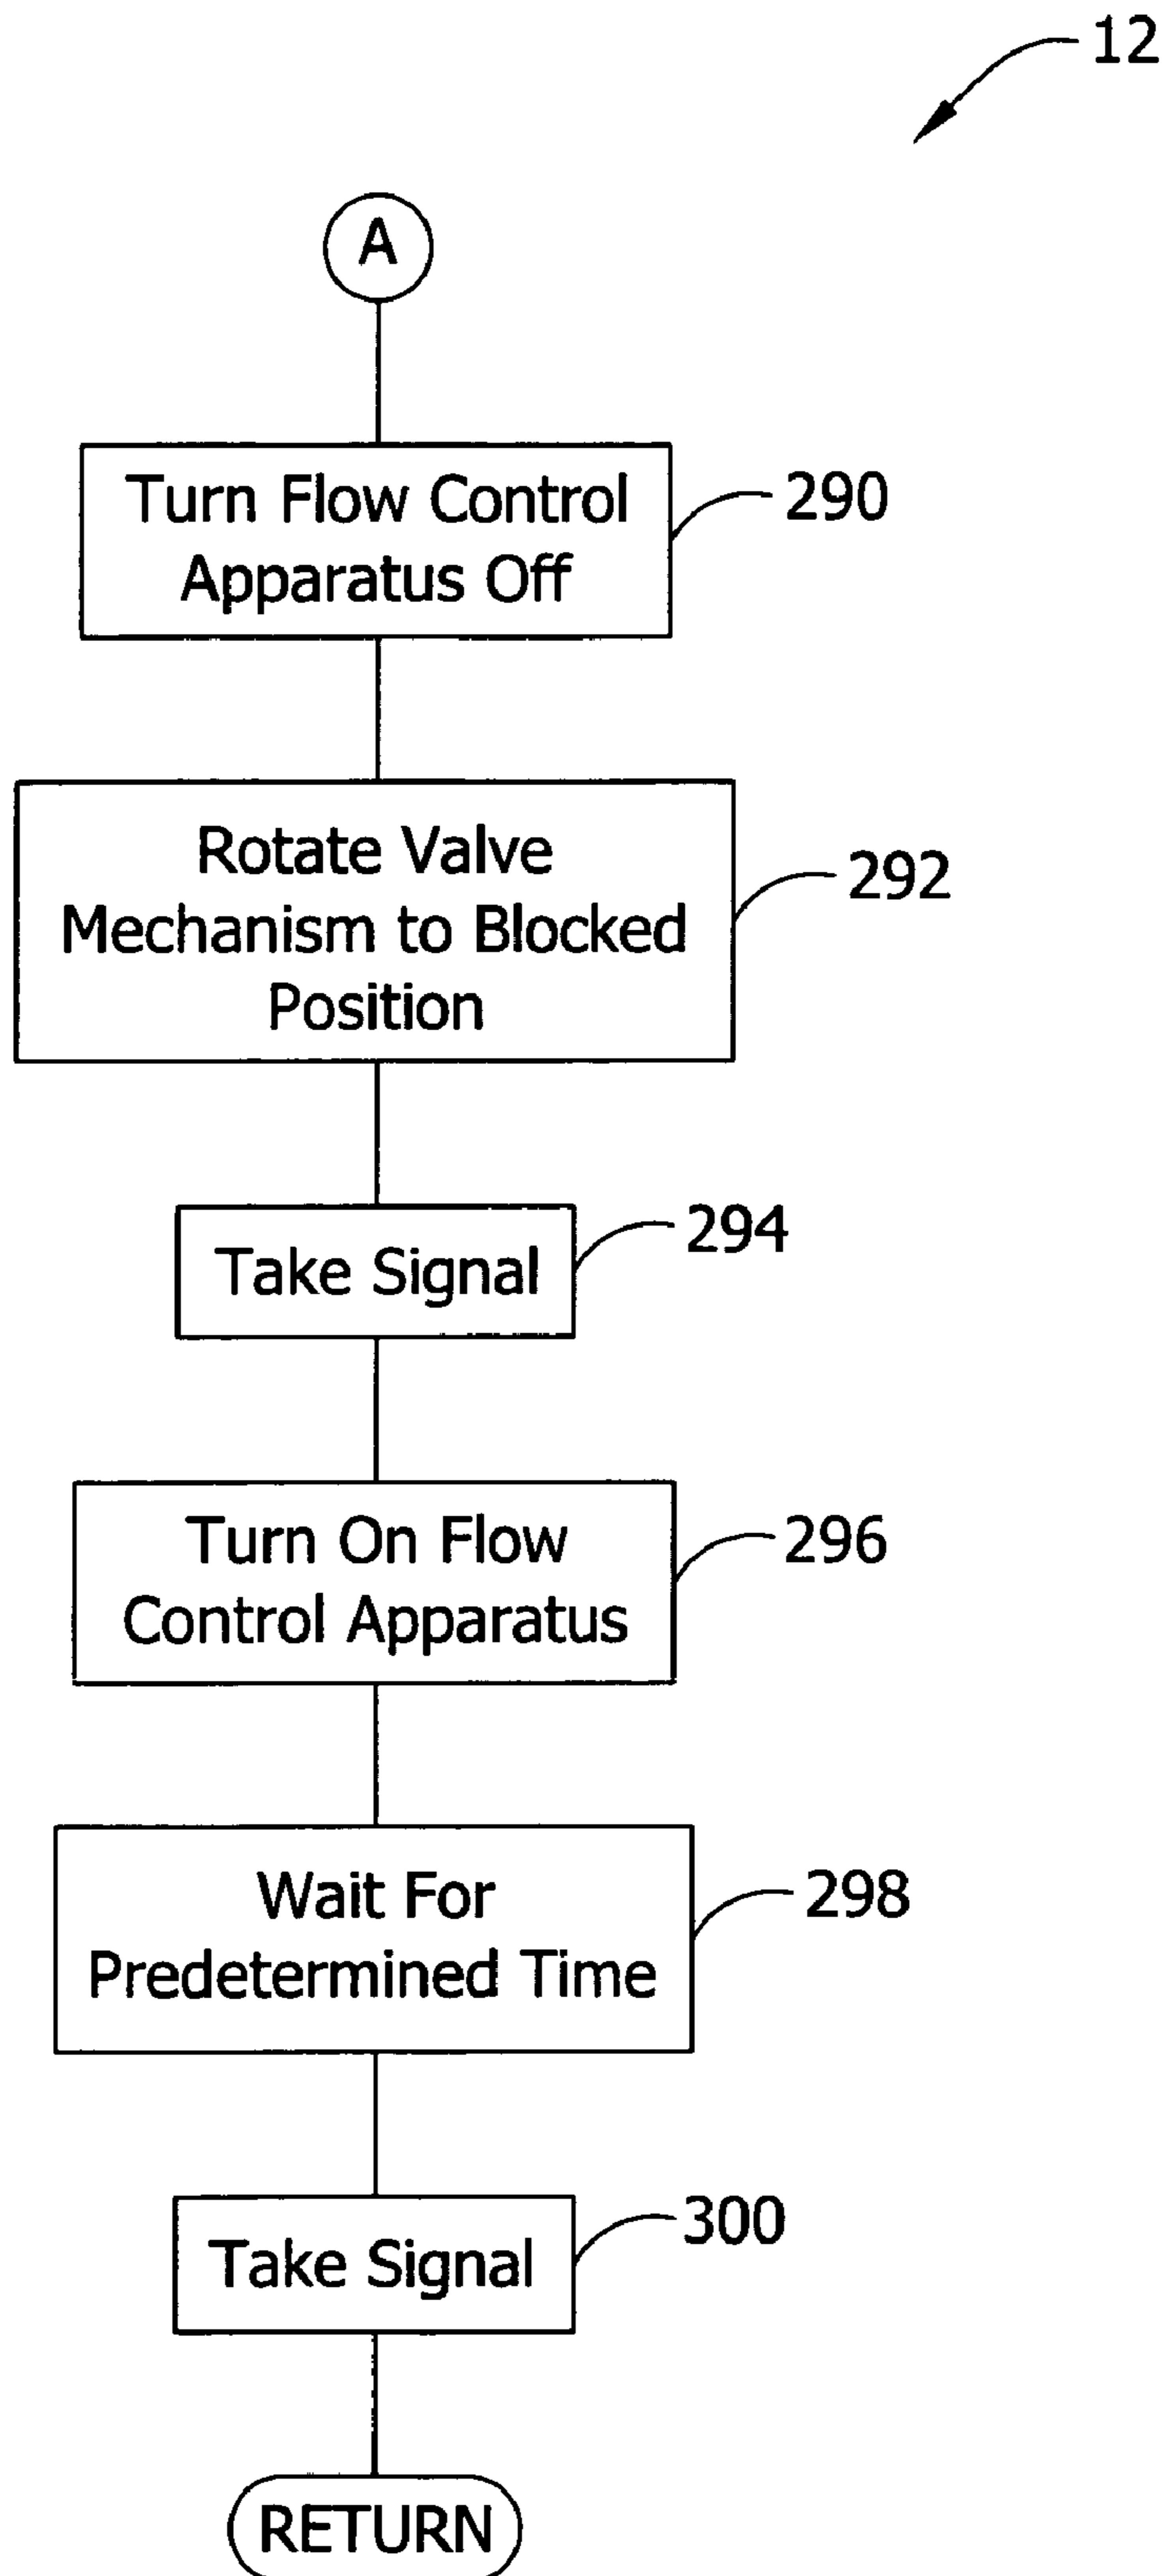 12
A
Turn Flow Control
Apparatus Off
290
Rotate Valve
Mechanism to Blocked
Position
292
Take Signal
294
Turn On Flow
Control Apparatus
296
Wait For
Predetermined Time
298
Take Signal
300
RETURN